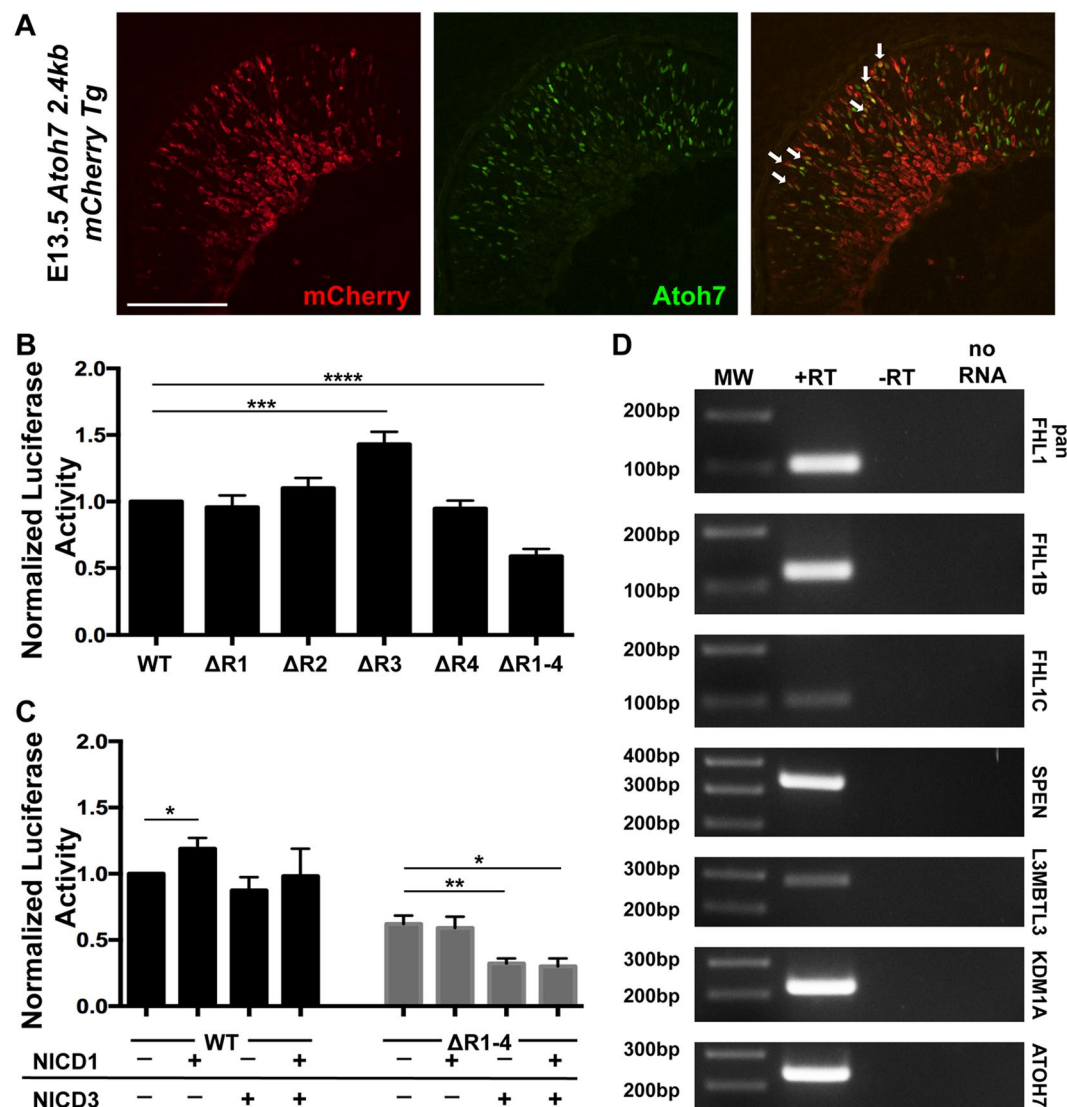 A
E13.5 Atoh7 2.4kb
mCherry Tg
mCherry
Atoh7
B
Normalized Luciferase
Activity
2.0
1.5
1.0
0.5
0.0
****
***
WT ΔR1 ΔR2 ΔR3 ΔR4 ΔR1-4
C
Normalized Luciferase
Activity
2.0
1.5
1.0
0.5
0.0
*
*
**
WT ΔR1-4
NICD1 − + − + − + − +
NICD3 − − + + − − + +
D
MW +RT -RT no RNA
200bp
100bp
pan
FHL1
200bp
100bp
FHL1B
200bp
100bp
FHL1C
400bp
300bp
200bp
SPEN
300bp
200bp
L3MBTL3
300bp
200bp
KDM1A
300bp
200bp
ATOH7